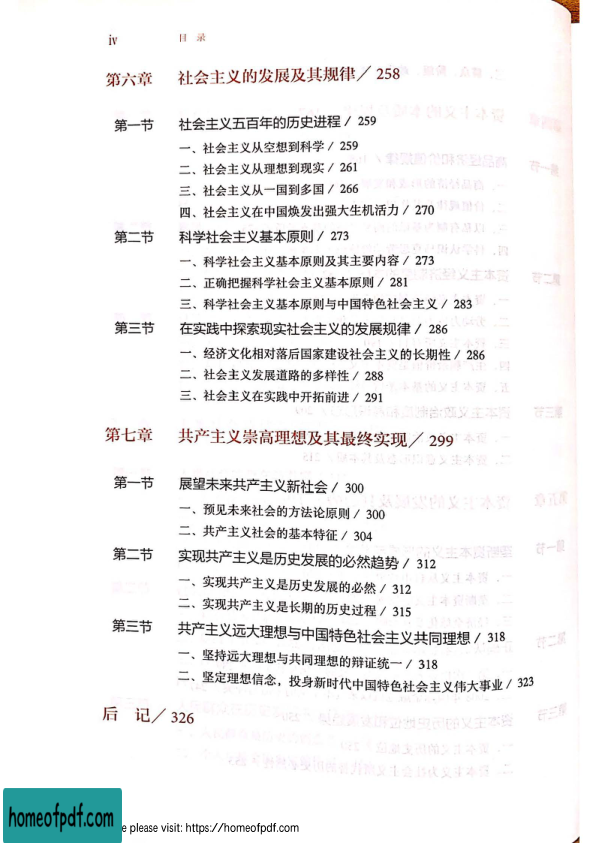 iv 目 录
第六章 社会主义的发展及其规律／258
第一节 社会主义五百年的历史进程 / 259
一、社会主义从空想到科学 / 259
二、社会主义从理想到现实 / 261
三、社会主义从一国到多国 / 266
四、社会主义在中国焕发出强大生机活力 / 270
第二节 科学社会主义基本原则 / 273
一、科学社会主义基本原则及其主要内容 / 273
二、正确把握科学社会主义基本原则 / 281
三、科学社会主义基本原则与中国特色社会主义 / 283
第三节 在实践中探索现实社会主义的发展规律 / 286
一、经济文化相对落后国家建设社会主义的长期性 / 286
二、社会主义发展道路的多样性 / 288
三、社会主义在实践中开拓前进 / 291
第七章 共产主义崇高理想及其最终实现／299
第一节 展望未来共产主义新社会 / 300
一、预见未来社会的方法论原则 / 300
二、共产主义社会的基本特征 / 304
第二节 实现共产主义是历史发展的必然趋势 / 312
一、实现共产主义是历史发展的必然 / 312
二、实现共产主义是长期的历史过程 / 315
第三节 共产主义远大理想与中国特色社会主义共同理想 / 318
一、坚持远大理想与共同理想的辩证统一 / 318
二、坚定理想信念，投身新时代中国特色社会主义伟大事业 / 323
后 记／326
homeofpdf.com
e please visit: https://homeofpdf.com